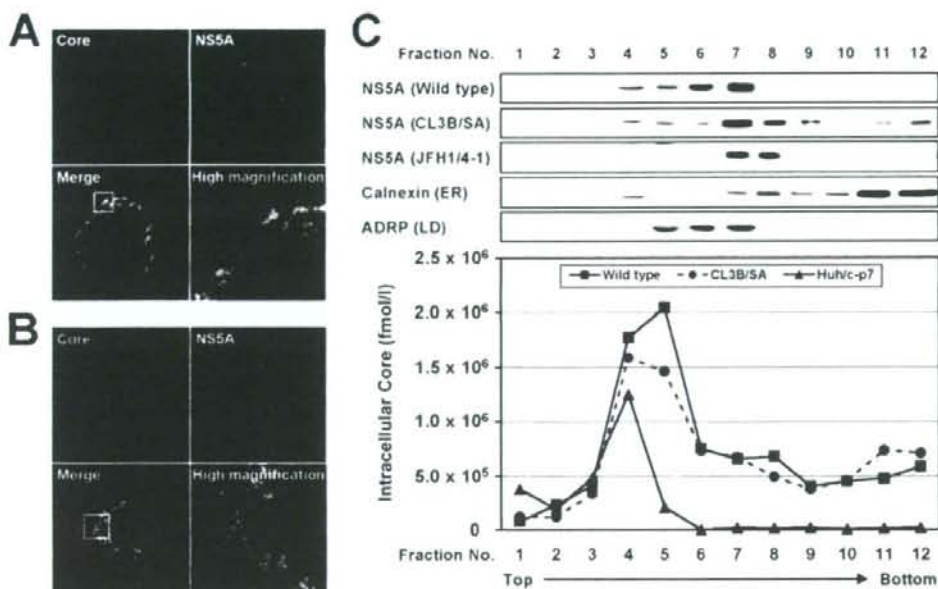 A
Core
NS5A
Merge
High magnification
B
Core
NS5A
Merge
High magnification
C
Fraction No. 1 2 3 4 5 6 7 8 9 10 11 12
NS5A (Wild type)
NS5A (CL3B/SA)
NS5A (JFH1/4-1)
Calnexin (ER)
ADRP (LD)
Wild type CL3B/SA Huh/c-p7
Intracellular Core (fmol/l)
2.5 x 10⁶
2.0 x 10⁶
1.5 x 10⁶
1.0 x 10⁶
5.0 x 10⁵
0
Fraction No. 1 2 3 4 5 6 7 8 9 10 11 12
Top Bottom